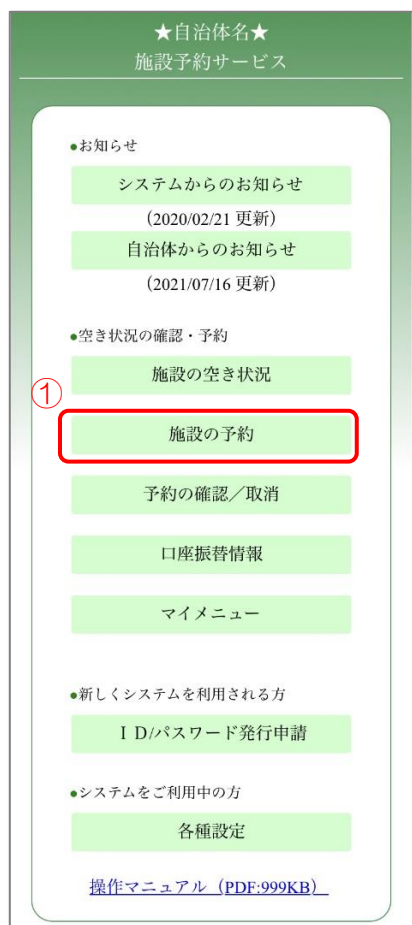 ★自治体名★
施設予約サービス
●お知らせ
システムからのお知らせ
（2020/02/21 更新）
自治体からのお知らせ
（2021/07/16 更新）
●空き状況の確認・予約
施設の空き状況
①
施設の予約
予約の確認／取消
口座振替情報
マイメニュー
●新しくシステムを利用される方
ＩＤ/パスワード発行申請
●システムをご利用中の方
各種設定
操作マニュアル（PDF:999KB）